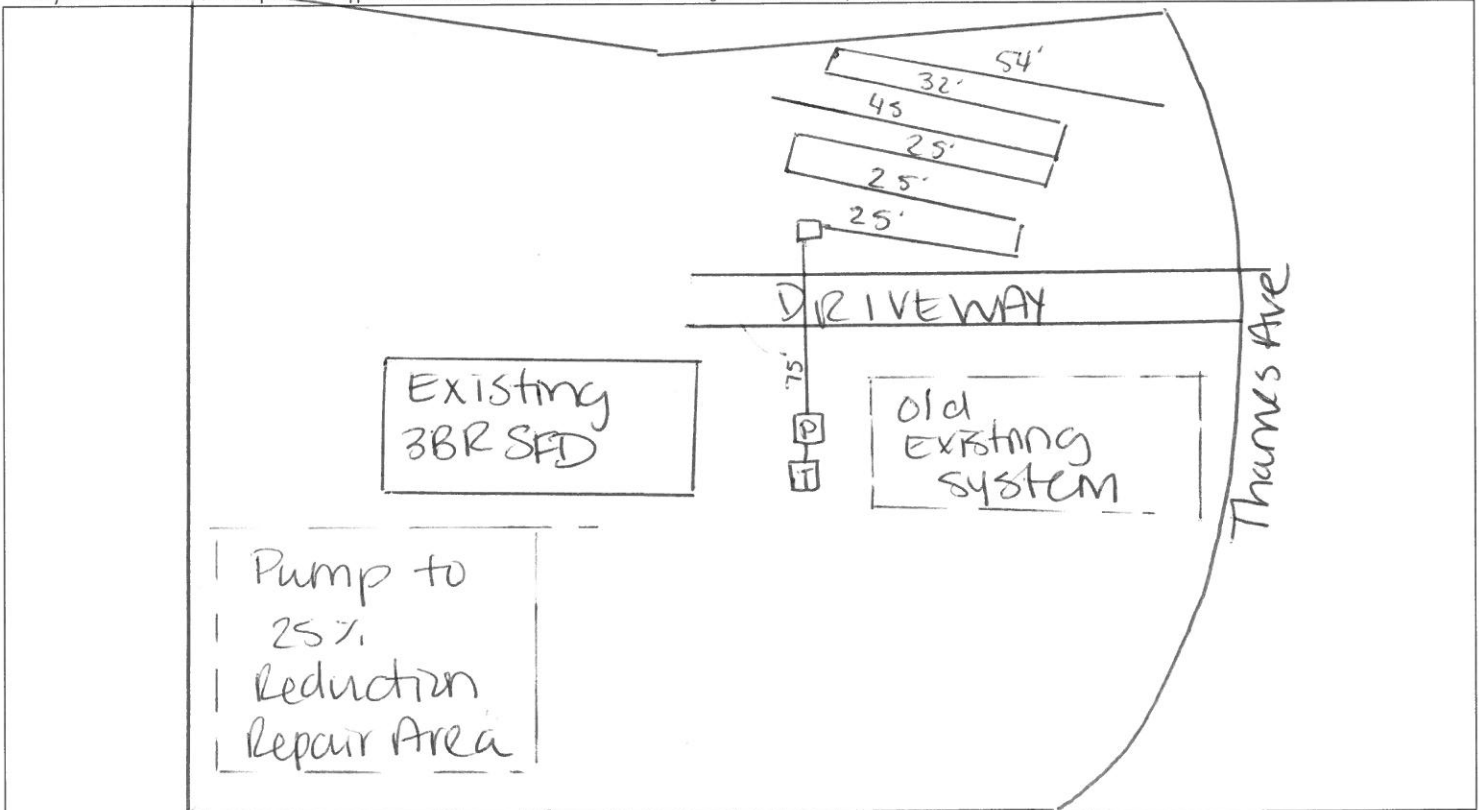 54'
32'
45
25'
25'
25'
DRIVEWAY
75'
P
T
Existing
3BR SFD
old
Existing
system
Thames Ave
Pump to
25%
Reduction
Repair Area